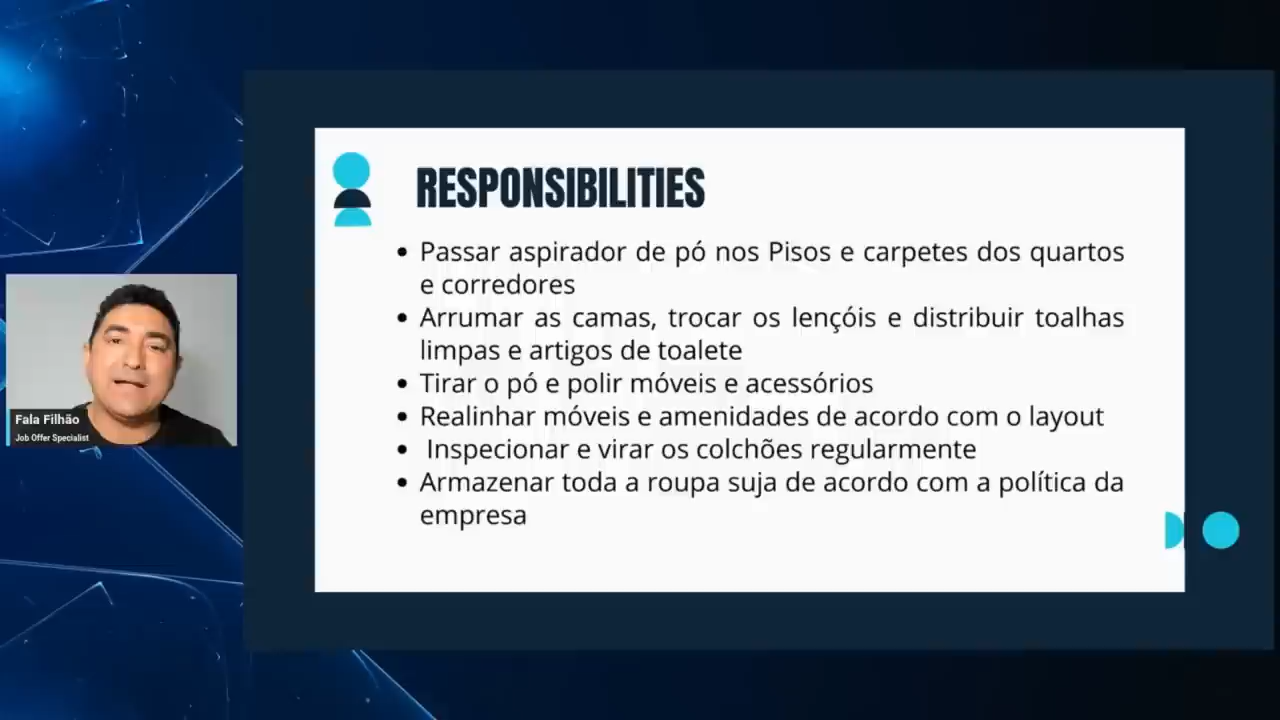 RESPONSIBILITIES
Passar aspirador de pó nos Pisos e carpetes dos quartos
e corredores
Arrumar as camas, trocar os lençóis e distribuir toalhas
limpas e artigos de toalete
Tirar o pó e polir móveis e acessórios
Realinhar móveis e amenidades de acordo com o layout
Inspecionar e virar os colchões regularmente
Armazenar toda a roupa suja de acordo com a política da
empresa
Fala Filhão
Job Offer Specialist